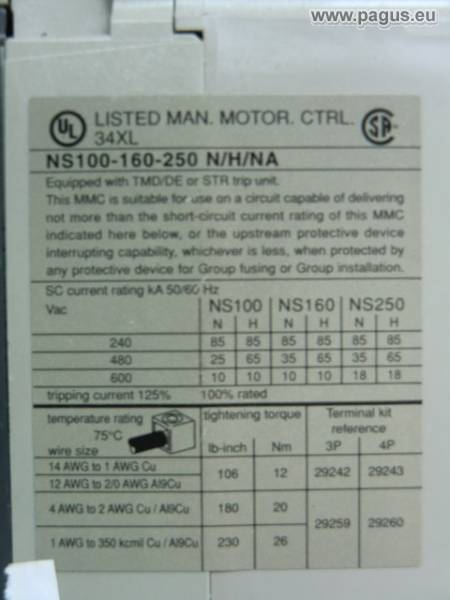 www.pagus.eu
UL LISTED MAN. MOTOR. CTRL. SA
34XL
NS100-160-250 N/H/NA
Equipped with TMD/DE or STR trip unit.
This MMC is suitable for use on a circuit capable of delivering
not more than the short-circuit current rating of this MMC
indicated here below, or the upstream protective device
interrupting capability, whichever is less, when protected by
any protective device for Group fusing or Group installation.
SC current rating kA 50/60 Hz
Vac NS100 NS160 NS250
N H N H N H
240 85 85 85 85 85 85
480 25 65 35 65 35 65
600 10 10 10 10 18 18
tripping current 125% 100% rated
temperature rating tightening torque Terminal kit
75°C reference
wire size lb-inch Nm 3P 4P
14 AWG to 1 AWG Cu
106 12 29242 29243
12 AWG to 2/0 AWG Al9Cu
4 AWG to 2 AWG Cu / Al9Cu 180 20
29259 29260
1 AWG to 350 kcmil Cu / Al9Cu 230 26